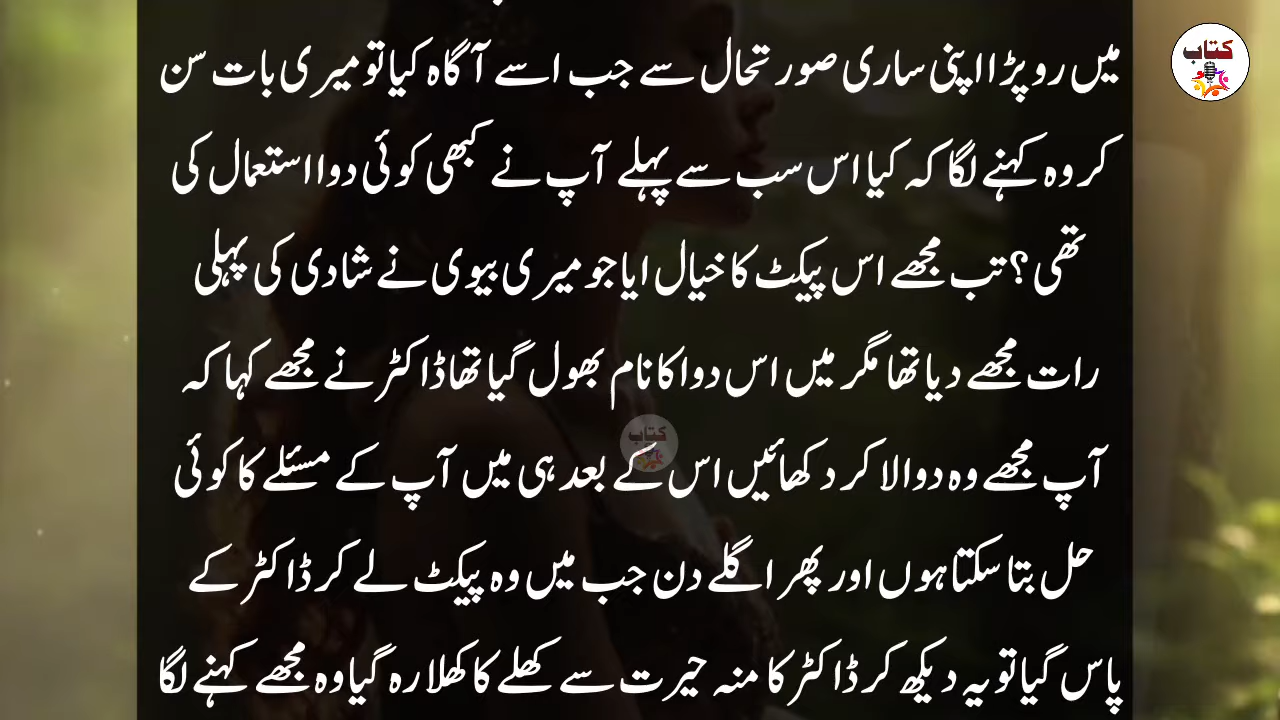 میں رو پڑا اپنی ساری صورتحال سے جب اسے آگاہ کیا تو میری بات سن
کر وہ کہنے لگا کہ کیا اس سب سے پہلے آپ نے کبھی کوئی دوا استعمال کی
تھی؟ تب مجھے اس پیکٹ کا خیال ایا جو میری بیوی نے شادی کی پہلی
رات مجھے دیا تھا مگر میں اس دوا کا نام بھول گیا تھا ڈاکٹر نے مجھے کہا کہ
آپ مجھے وہ دوا لا کر دکھائیں اس کے بعد ہی میں آپ کے مسئلے کا کوئی
حل بتا سکتا ہوں اور پھر اگلے دن جب میں وہ پیکٹ لے کر ڈاکٹر کے
پاس گیا تو یہ دیکھ کر ڈاکٹر کا منہ حیرت سے کھلے کا کھلا رہ گیا وہ مجھے کہنے لگا
کتاب
کتاب